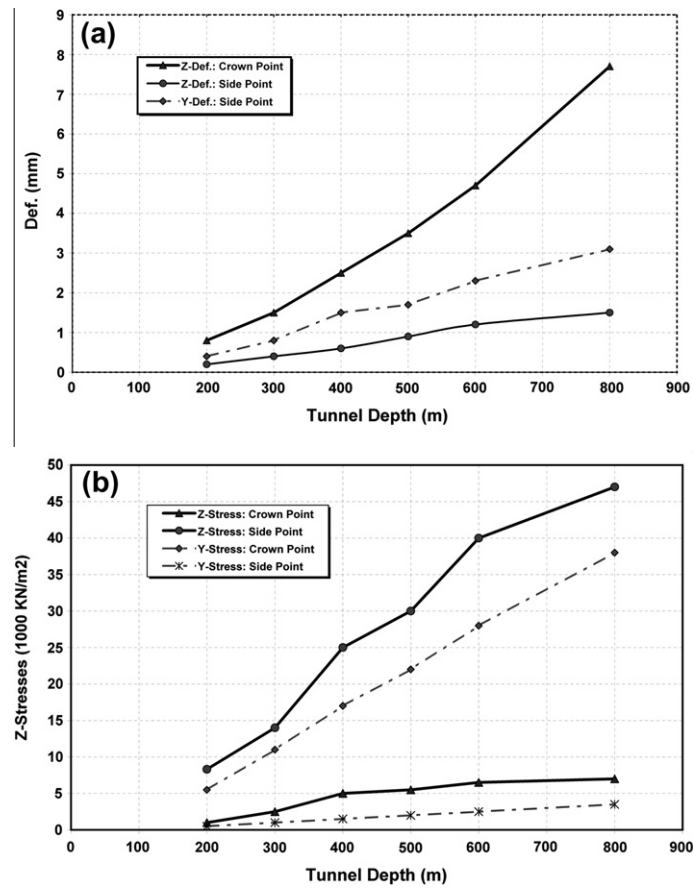 (a)
Z-Def.: Crown Point
Z-Def.: Side Point
Y-Def.: Side Point
9
8
7
6
5
4
3
2
1
0
Def. (mm)
0 100 200 300 400 500 600 700 800 900
Tunnel Depth (m)
(b)
Z-Stress: Crown Point
Z-Stress: Side Point
Y-Stress: Crown Point
Y-Stress: Side Point
50
45
40
35
30
25
20
15
10
5
0
Z-Stresses (1000 KN/m2)
0 100 200 300 400 500 600 700 800 900
Tunnel Depth (m)